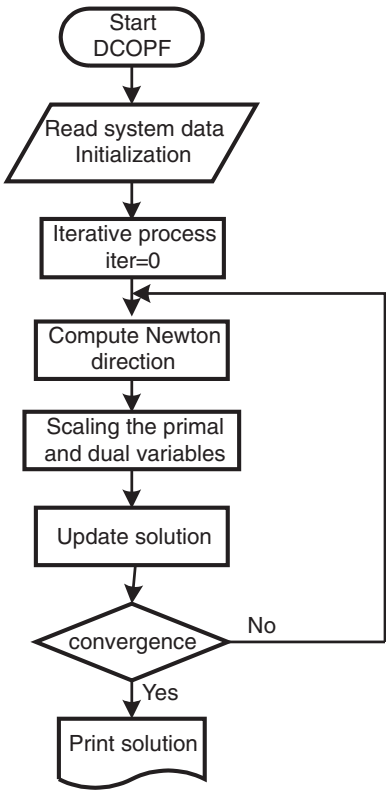 Start
DCOPF
Read system data
Initialization
Iterative process
iter=0
Compute Newton
direction
Scaling the primal
and dual variables
Update solution
convergence
No
Yes
Print solution